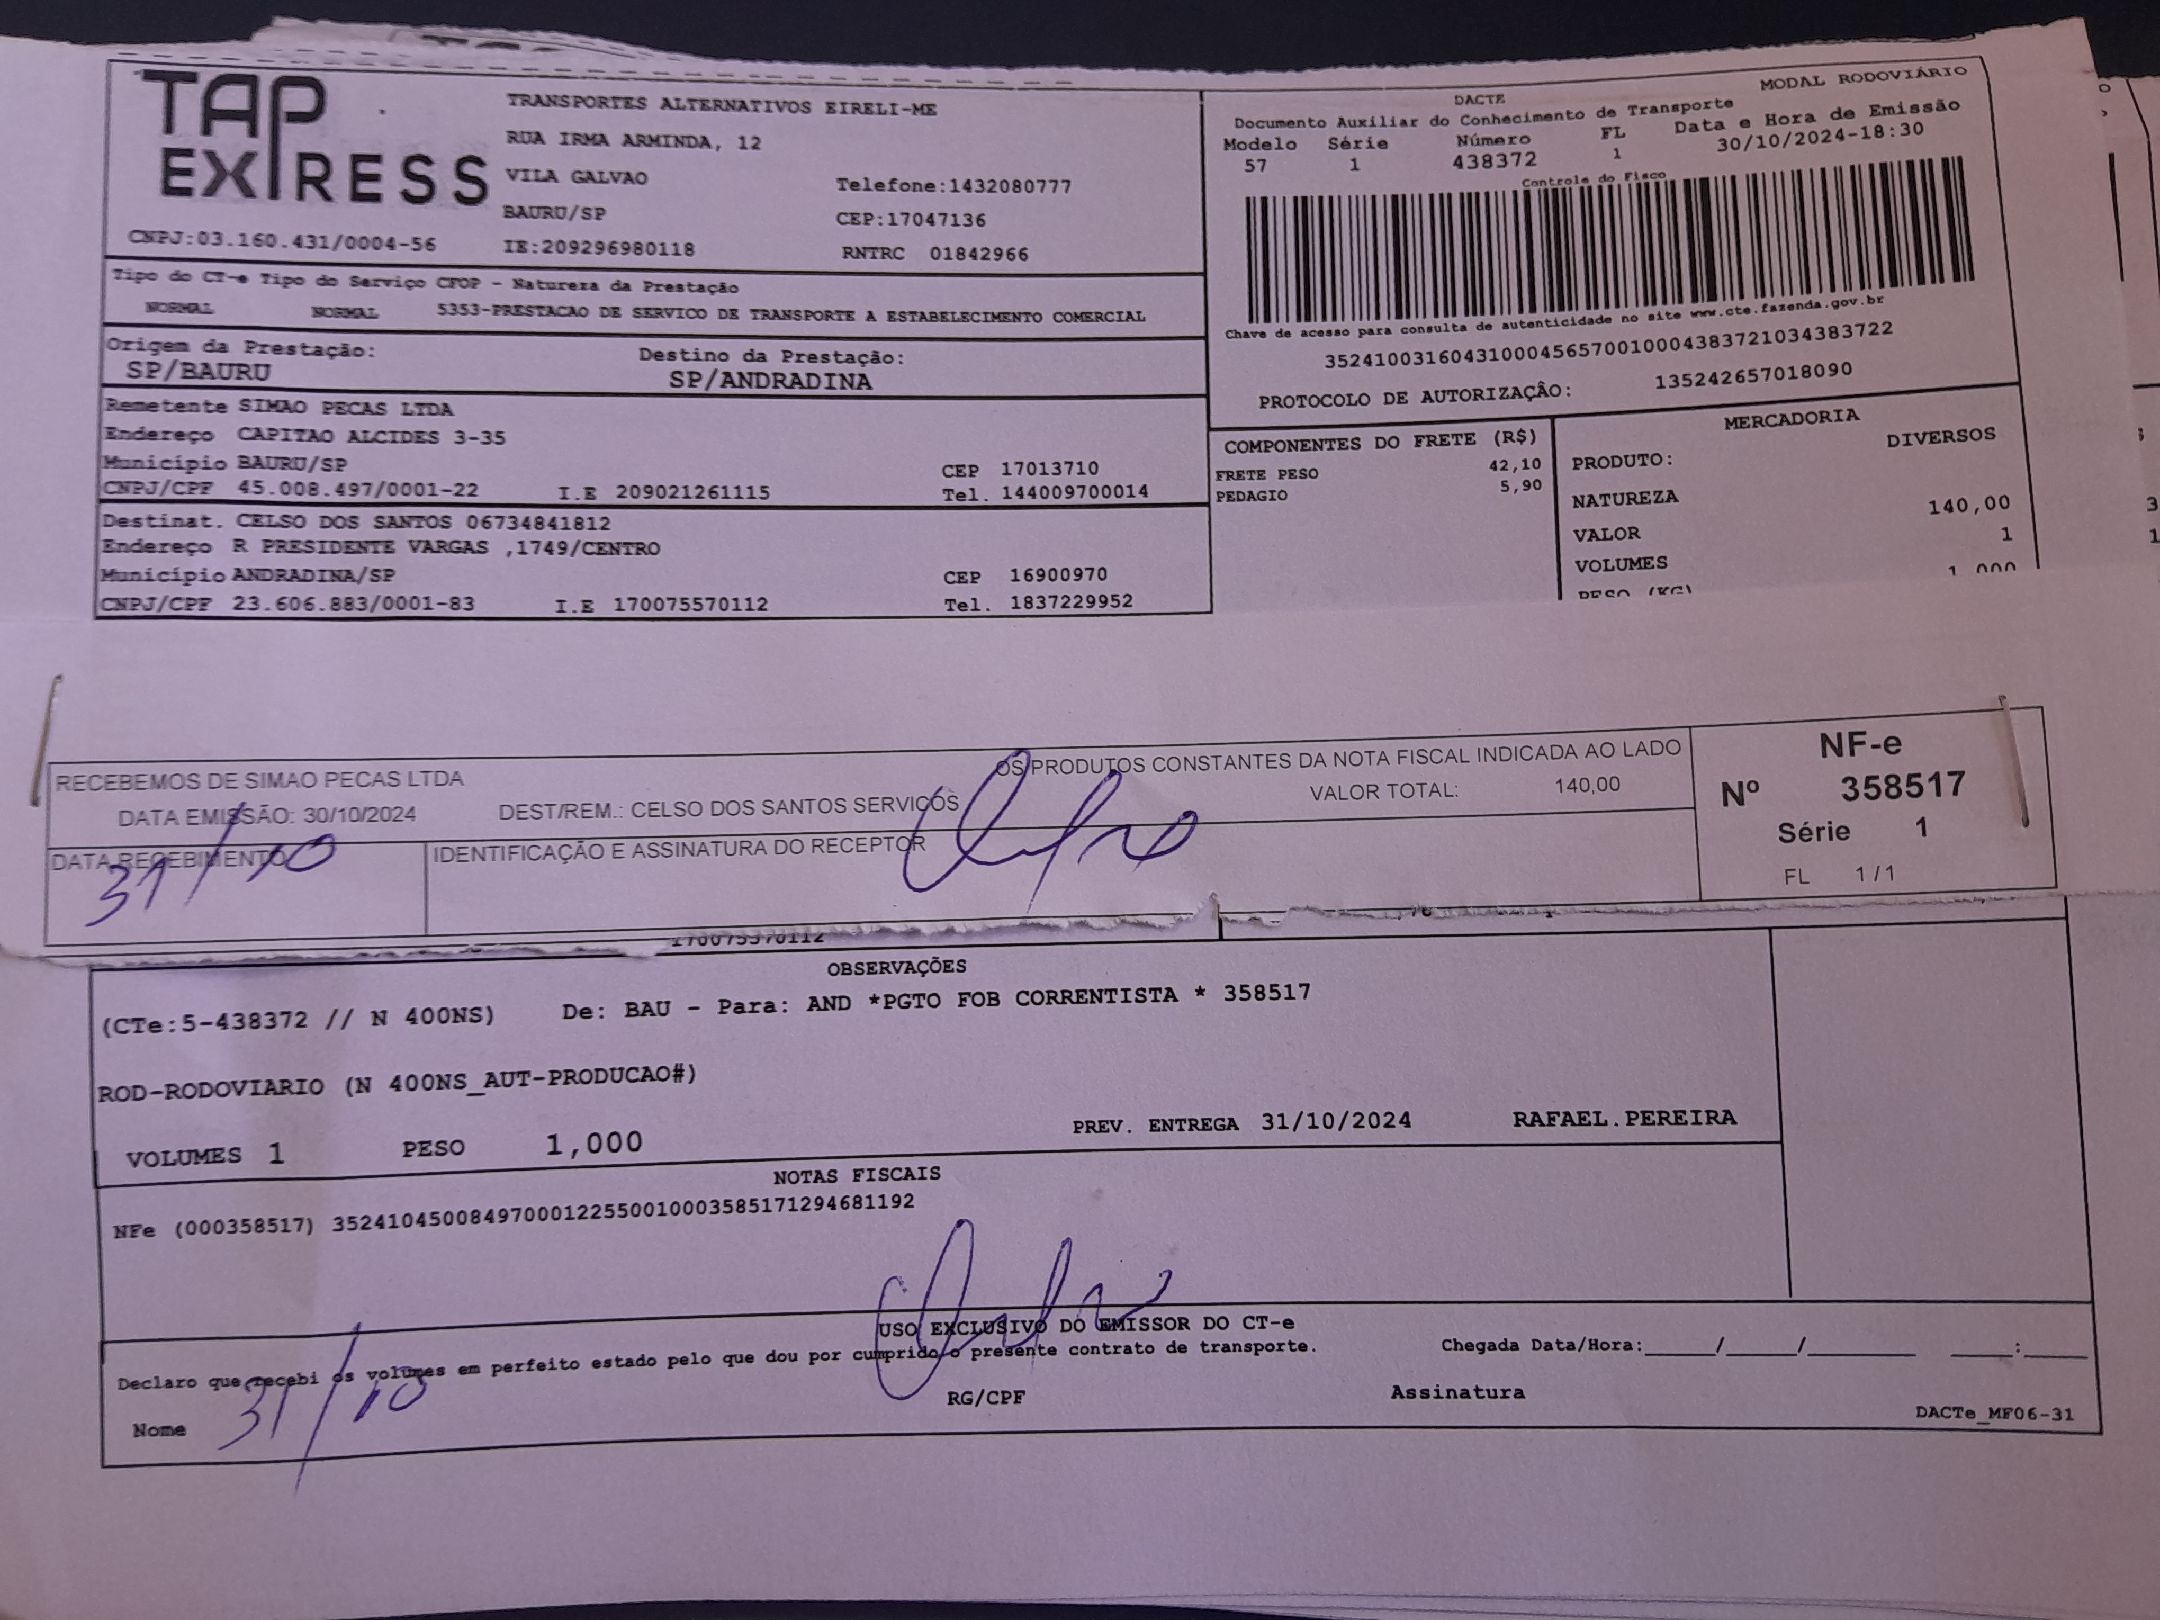 TAP EXPRESS
TRANSPORTES ALTERNATIVOS EIRELI-ME
RUA IRMA ARMINDA, 12
VILA GALVAO Telefone:1432080777
BAURU/SP CEP:17047136
CNPJ:03.160.431/0004-56 IE:209296980118 RNTRC 01842966
Tipo do CT-e Tipo do Serviço CFOP - Natureza da Prestação
NORMAL NORMAL 5353-PRESTACAO DE SERVICO DE TRANSPORTE A ESTABELECIMENTO COMERCIAL
Origem da Prestação: Destino da Prestação:
SP/BAURU SP/ANDRADINA
Remetente SIMAO PECAS LTDA
Endereço CAPITAO ALCIDES 3-35
Município BAURU/SP CEP 17013710
CNPJ/CPF 45.008.497/0001-22 I.E 209021261115 Tel. 144009700014
Destinat. CELSO DOS SANTOS 06734841812
Endereço R PRESIDENTE VARGAS ,1749/CENTRO
Município ANDRADINA/SP CEP 16900970
CNPJ/CPF 23.606.883/0001-83 I.E 170075570112 Tel. 1837229952
DACTE MODAL RODOVIÁRIO
Documento Auxiliar do Conhecimento de Transporte
Modelo Série Número FL Data e Hora de Emissão
57 1 438372 1 30/10/2024-18:30
Controle do Fisco
Chave de acesso para consulta de autenticidade no site www.cte.fazenda.gov.br
35241003160431000456570010004383721034383722
PROTOCOLO DE AUTORIZAÇÂO: 135242657018090
COMPONENTES DO FRETE (R$)
FRETE PESO 42,10
PEDAGIO 5,90
MERCADORIA
PRODUTO: DIVERSOS
NATUREZA
VALOR 140,00
VOLUMES 1
PESO (KG) 1,000
RECEBEMOS DE SIMAO PECAS LTDA OS PRODUTOS CONSTANTES DA NOTA FISCAL INDICADA AO LADO
DATA EMISSÃO: 30/10/2024 DEST/REM.: CELSO DOS SANTOS SERVICOS VALOR TOTAL: 140,00
DATA RECEBIMENTO IDENTIFICAÇÃO E ASSINATURA DO RECEPTOR
31/10
NF-e
Nº 358517
Série 1
FL 1/1
170075570112
OBSERVAÇÕES
(CTe:5-438372 // N 400NS) De: BAU - Para: AND *PGTO FOB CORRENTISTA * 358517
ROD-RODOVIARIO (N 400NS_AUT-PRODUCAO#)
PREV. ENTREGA 31/10/2024 RAFAEL.PEREIRA
VOLUMES 1 PESO 1,000
NOTAS FISCAIS
NFe (000358517) 35241045008497000122550010003585171294681192
USO EXCLUSIVO DO EMISSOR DO CT-e
Declaro que recebi os volumes em perfeito estado pelo que dou por cumprido o presente contrato de transporte. Chegada Data/Hora:_____/_____/________ ____:____
Nome 31/10 RG/CPF Assinatura
DACTe_MF06-31